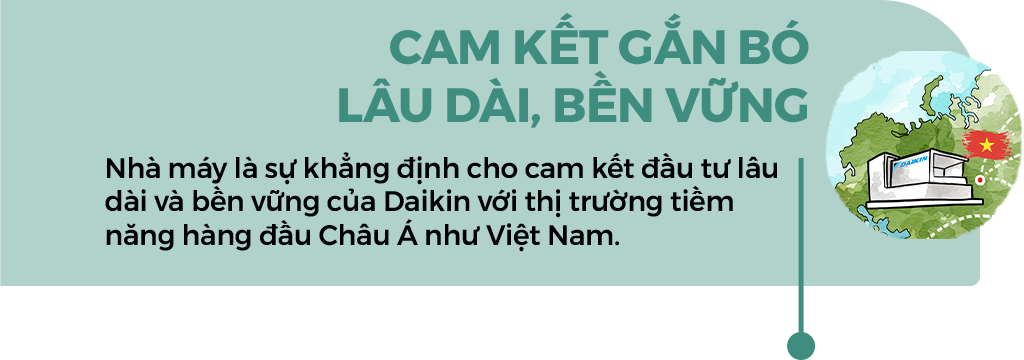 CAM KẾT GẮN BÓ
LÂU DÀI, BỀN VỮNG
Nhà máy là sự khẳng định cho cam kết đầu tư lâu
dài và bền vững của Daikin với thị trường tiềm
năng hàng đầu Châu Á như Việt Nam.
DAIKIN